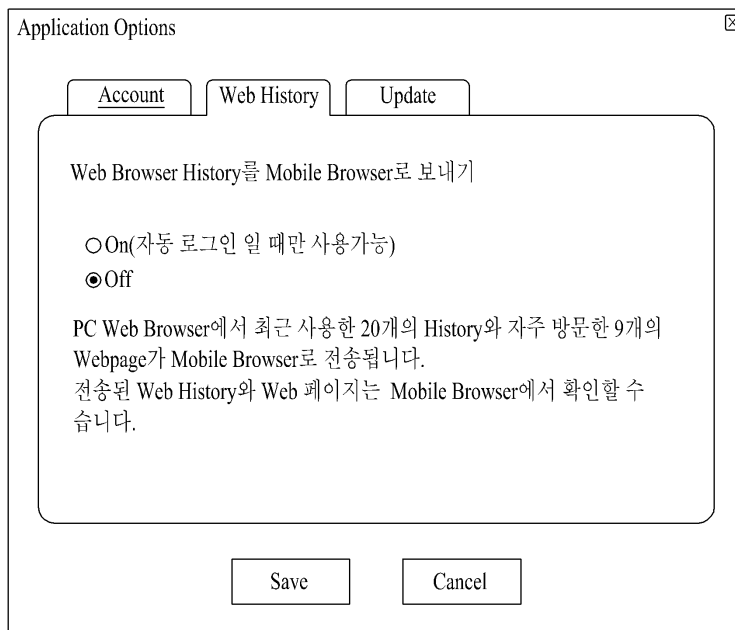 Application Options
Account Web History Update
Web Browser History를 Mobile Browser로 보내기
On(자동 로그인 일 때만 사용가능)
Off
PC Web Browser에서 최근 사용한 20개의 History와 자주 방문한 9개의
Webpage가 Mobile Browser로 전송됩니다.
전송된 Web History와 Web 페이지는 Mobile Browser에서 확인할 수
습니다.
Save Cancel